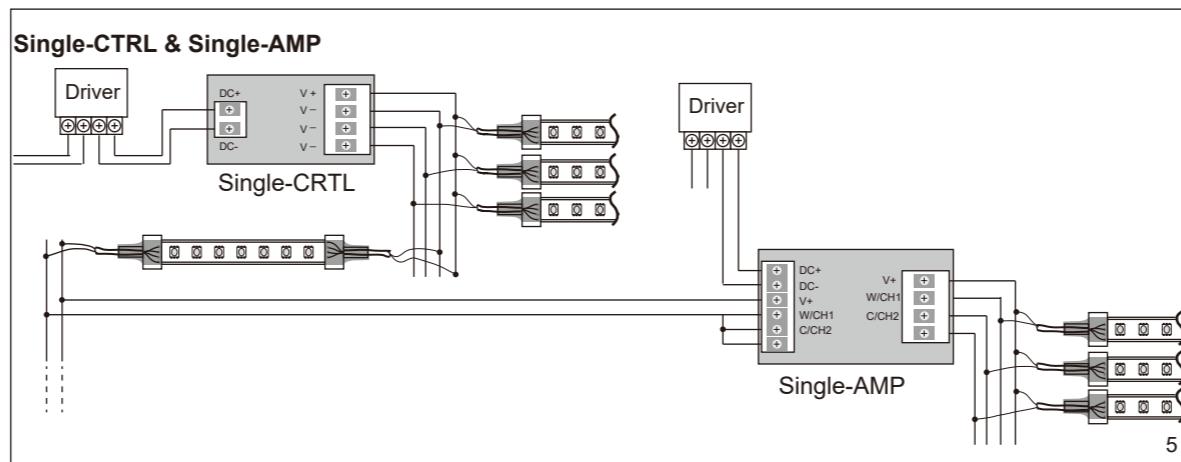 Single-CTRL & Single-AMP
Driver
DC+
DC-
V+
V-
V-
V-
Single-CRTL
Driver
DC+
DC-
V+
W/CH1
C/CH2
V+
W/CH1
C/CH2
Single-AMP
5